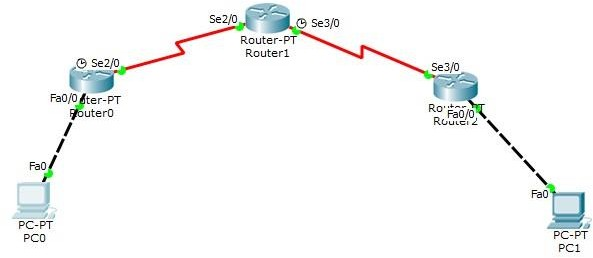 Se2/0
Se3/0
Router-PT
Router1
Se2/0
Fa0/0
Router0
Fa0
PC-PT
PC0
Se3/0
Fa0/0
Fa0
PC-PT
PC1